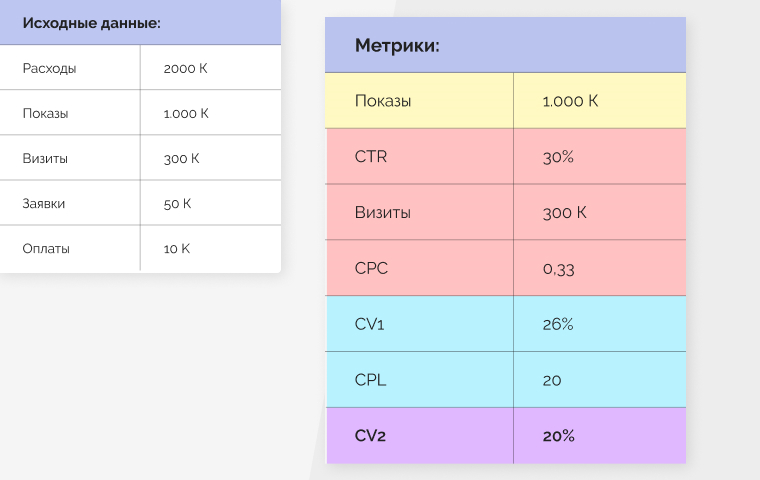 Исходные данные:
Расходы 2000 К
Показы 1.000 К
Визиты 300 К
Заявки 50 К
Оплаты 10 К
Метрики:
Показы 1.000 К
CTR 30%
Визиты 300 К
CPC 0,33
CV1 26%
CPL 20
CV2 20%